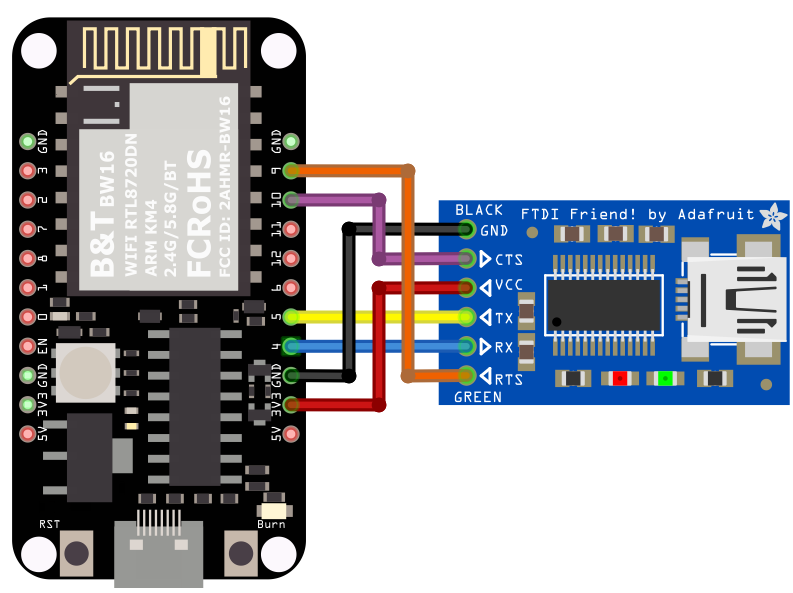 B&T BW16
WIFI RTL8720DN
ARM KM4
2.4G/5.8G/BT
FCRoHS
FCC ID: 2AHMR-BW16
GND
3
2
7
8
1
0
EN
GND
3V3
5V
GND
9
10
11
12
6
5
4
GND
3V3
5V
RST
Burn
BLACK
GND
CTS
VCC
TX
RX
RTS
GREEN
FTDI Friend! by Adafruit